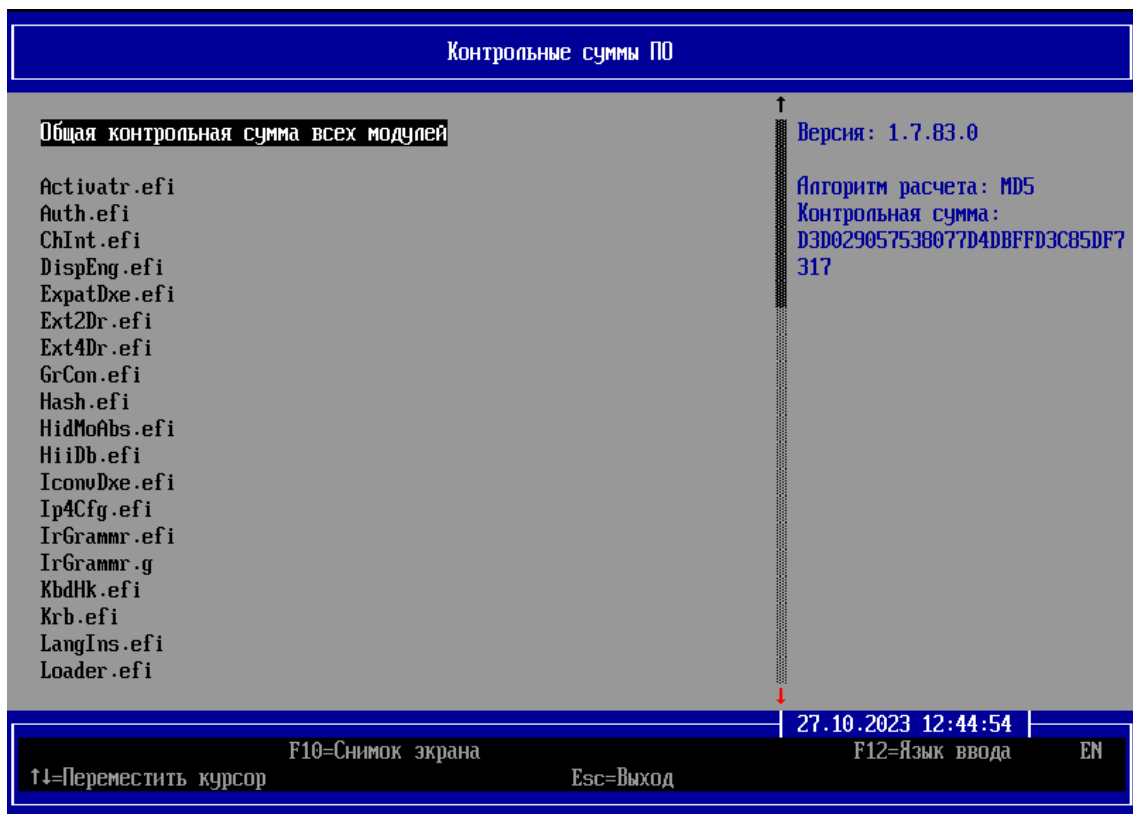 Контрольные суммы ПО
Общая контрольная сумма всех модулей
Activatr.efi
Auth.efi
ChInt.efi
DispEng.efi
ExpatDxe.efi
Ext2Dr.efi
Ext4Dr.efi
GrCon.efi
Hash.efi
HidMoAbs.efi
HiiDb.efi
IconvDxe.efi
Ip4Cfg.efi
IrGrammr.efi
IrGrammr.g
KbdHk.efi
Krb.efi
LangIns.efi
Loader.efi
Версия: 1.7.83.0
Алгоритм расчета: MD5
Контрольная сумма:
D3D029057538077D4DBFFD3C85DF7
317
27.10.2023 12:44:54
F10=Снимок экрана F12=Язык ввода EN
↑↓=Переместить курсор Esc=Выход